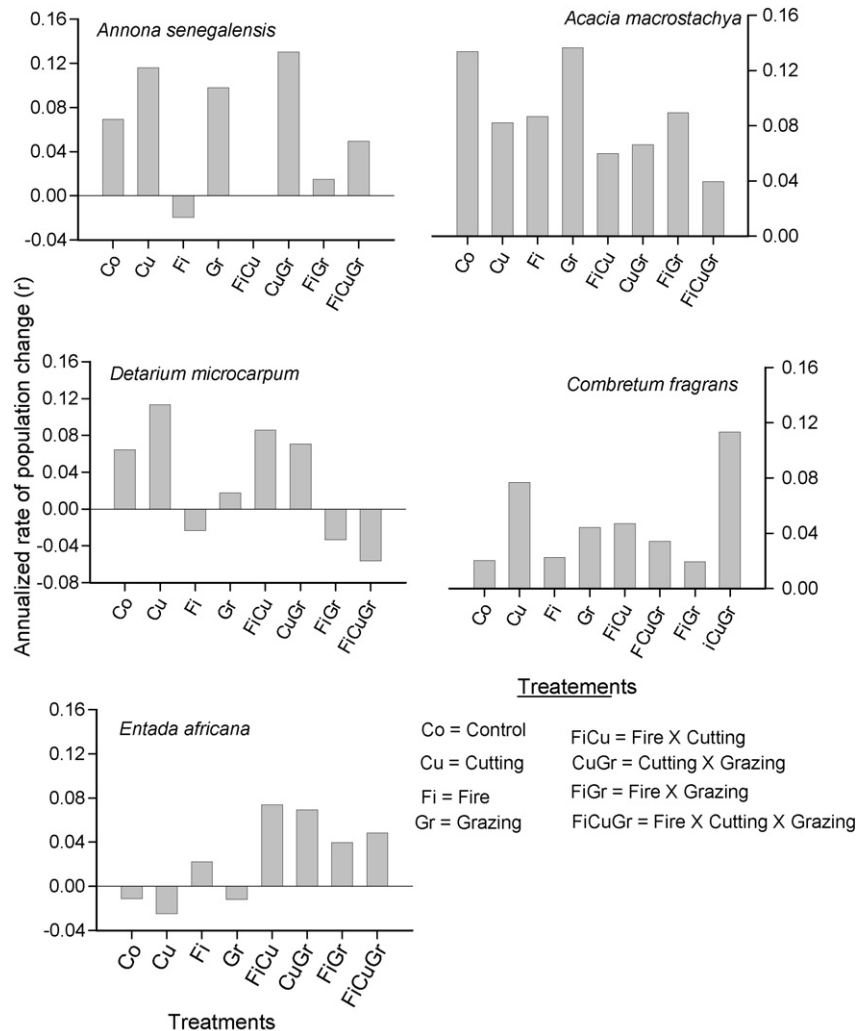 Annualized rate of population change (r)
Annona senegalensis
0.16
0.12
0.08
0.04
0.00
-0.04
Co
Cu
Fi
Gr
FiCu
CuGr
FiGr
FiCuGr
Acacia macrostachya
0.16
0.12
0.08
0.04
0.00
Co
Cu
Fi
Gr
FiCu
CuGr
FiGr
FiCuGr
Detarium microcarpum
0.16
0.12
0.08
0.04
0.00
-0.04
-0.08
Co
Cu
Fi
Gr
FiCu
CuGr
FiGr
FiCuGr
Combretum fragrans
0.16
0.12
0.08
0.04
0.00
Co
Cu
Fi
Gr
FiCu
FCuGr
FiGr
iCuGr
Treatements
Entada africana
0.16
0.12
0.08
0.04
0.00
-0.04
Co
Cu
Fi
Gr
FiCu
CuGr
FiGr
FiCuGr
Treatments
Co = Control
Cu = Cutting
Fi = Fire
Gr = Grazing
FiCu = Fire X Cutting
CuGr = Cutting X Grazing
FiGr = Fire X Grazing
FiCuGr = Fire X Cutting X Grazing